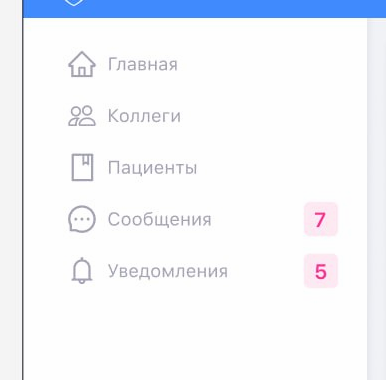 Главная
Коллеги
Пациенты
Сообщения 7
Уведомления 5